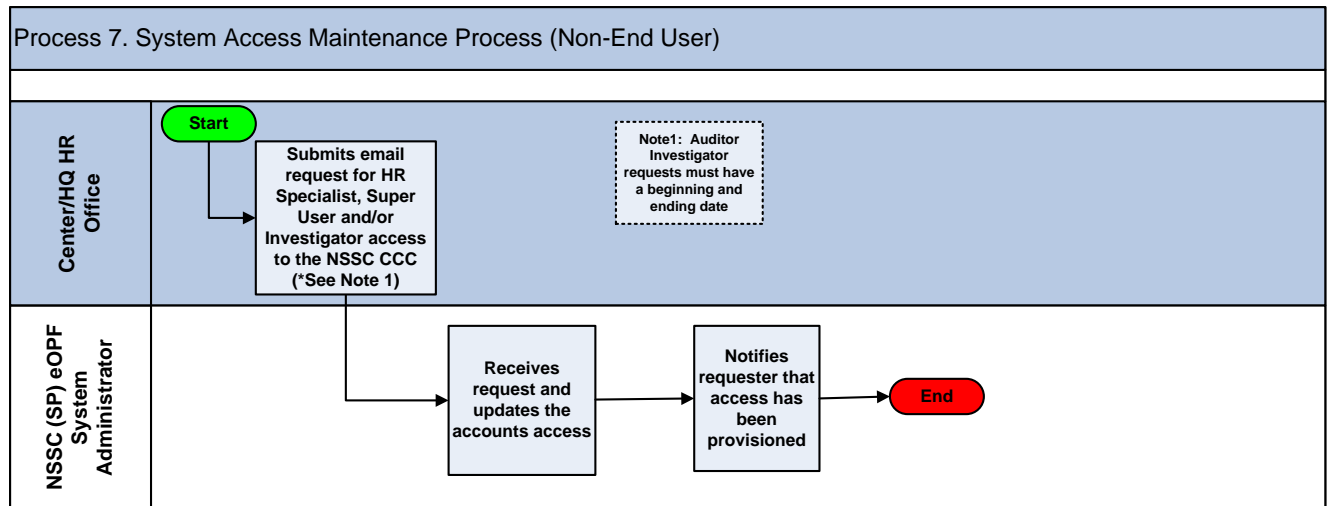 Process 7. System Access Maintenance Process (Non-End User)
Center/HQ HR
Office
Start
Submits email
request for HR
Specialist, Super
User and/or
Investigator access
to the NSSC CCC
(*See Note 1)
Note1: Auditor
Investigator
requests must have
a beginning and
ending date
NSSC (SP) eOPF
System
Administrator
Receives
request and
updates the
accounts access
Notifies
requester that
access has
been
provisioned
End